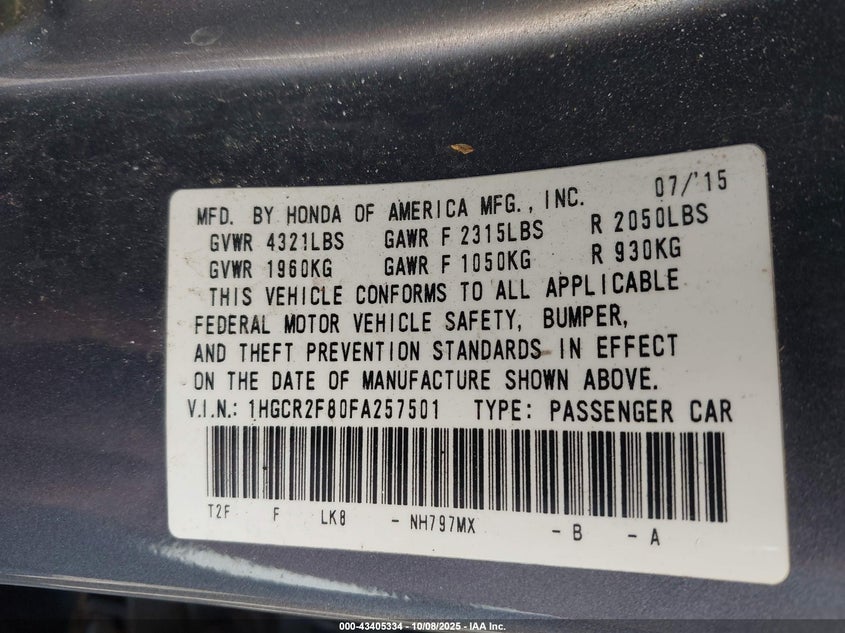 MFD. BY HONDA OF AMERICA MFG., INC. 07/'15
GVWR 4321LBS GAWR F 2315LBS R 2050LBS
GVWR 1960KG GAWR F 1050KG R 930KG
THIS VEHICLE CONFORMS TO ALL APPLICABLE
FEDERAL MOTOR VEHICLE SAFETY, BUMPER,
AND THEFT PREVENTION STANDARDS IN EFFECT
ON THE DATE OF MANUFACTURE SHOWN ABOVE.
V.I.N.: 1HGCR2F80FA257501 TYPE: PASSENGER CAR
T2F F LK8 - NH797MX - B - A
000-43405334 - 10/08/2025 - IAA Inc.